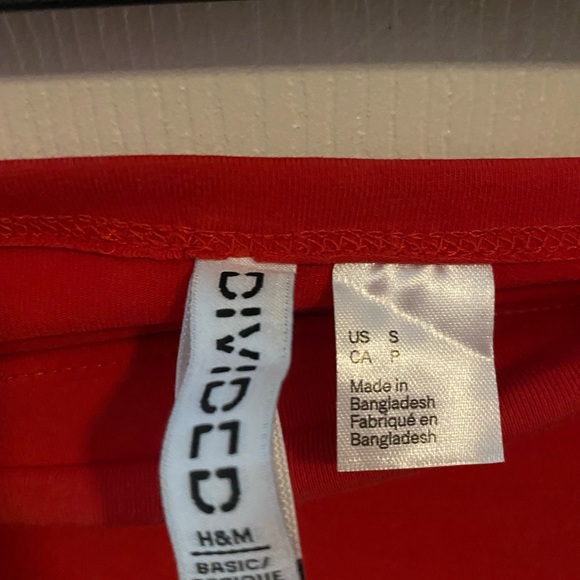 DIVIDED
H&M
BASIC/
US S
CA P
Made in
Bangladesh
Fabriqué en
Bangladesh